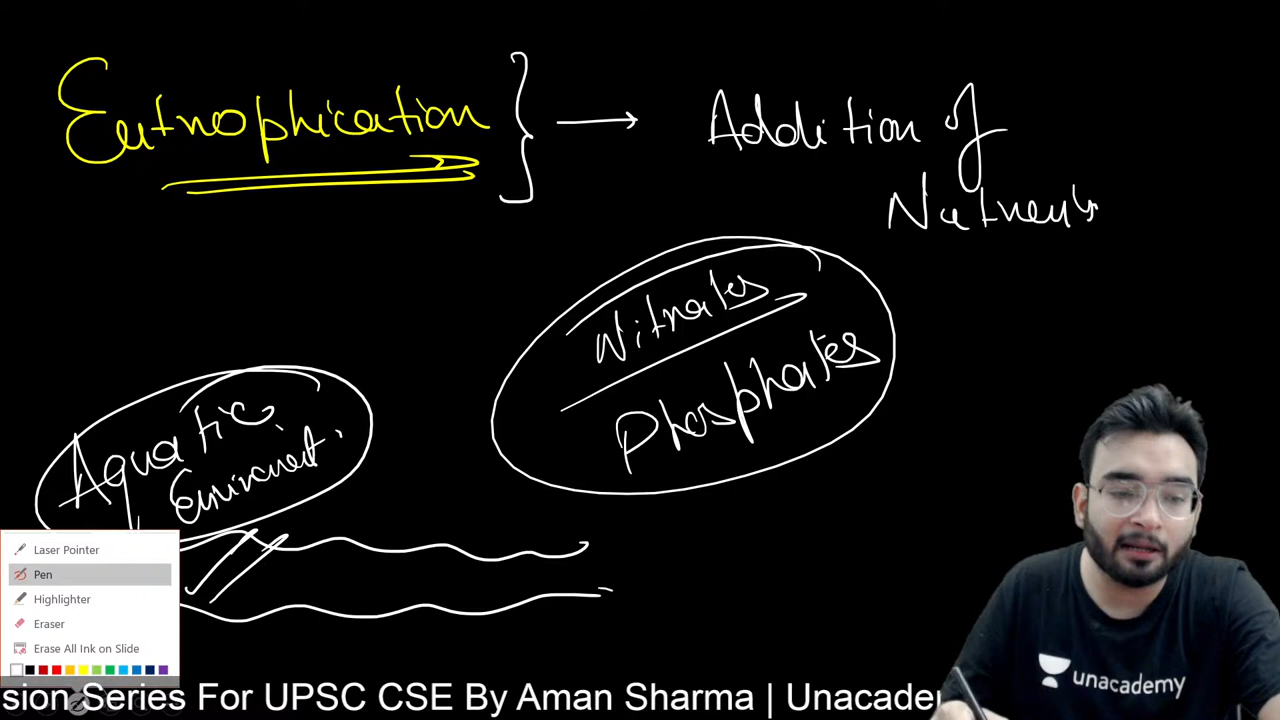 Eutrophication
Addition of
Nutrients
Nitrates
Phosphates
Aquatic
Environment.
Laser Pointer
Pen
Highlighter
Eraser
Erase All Ink on Slide
unacademy
sion Series For UPSC CSE By Aman Sharma | Unacadem